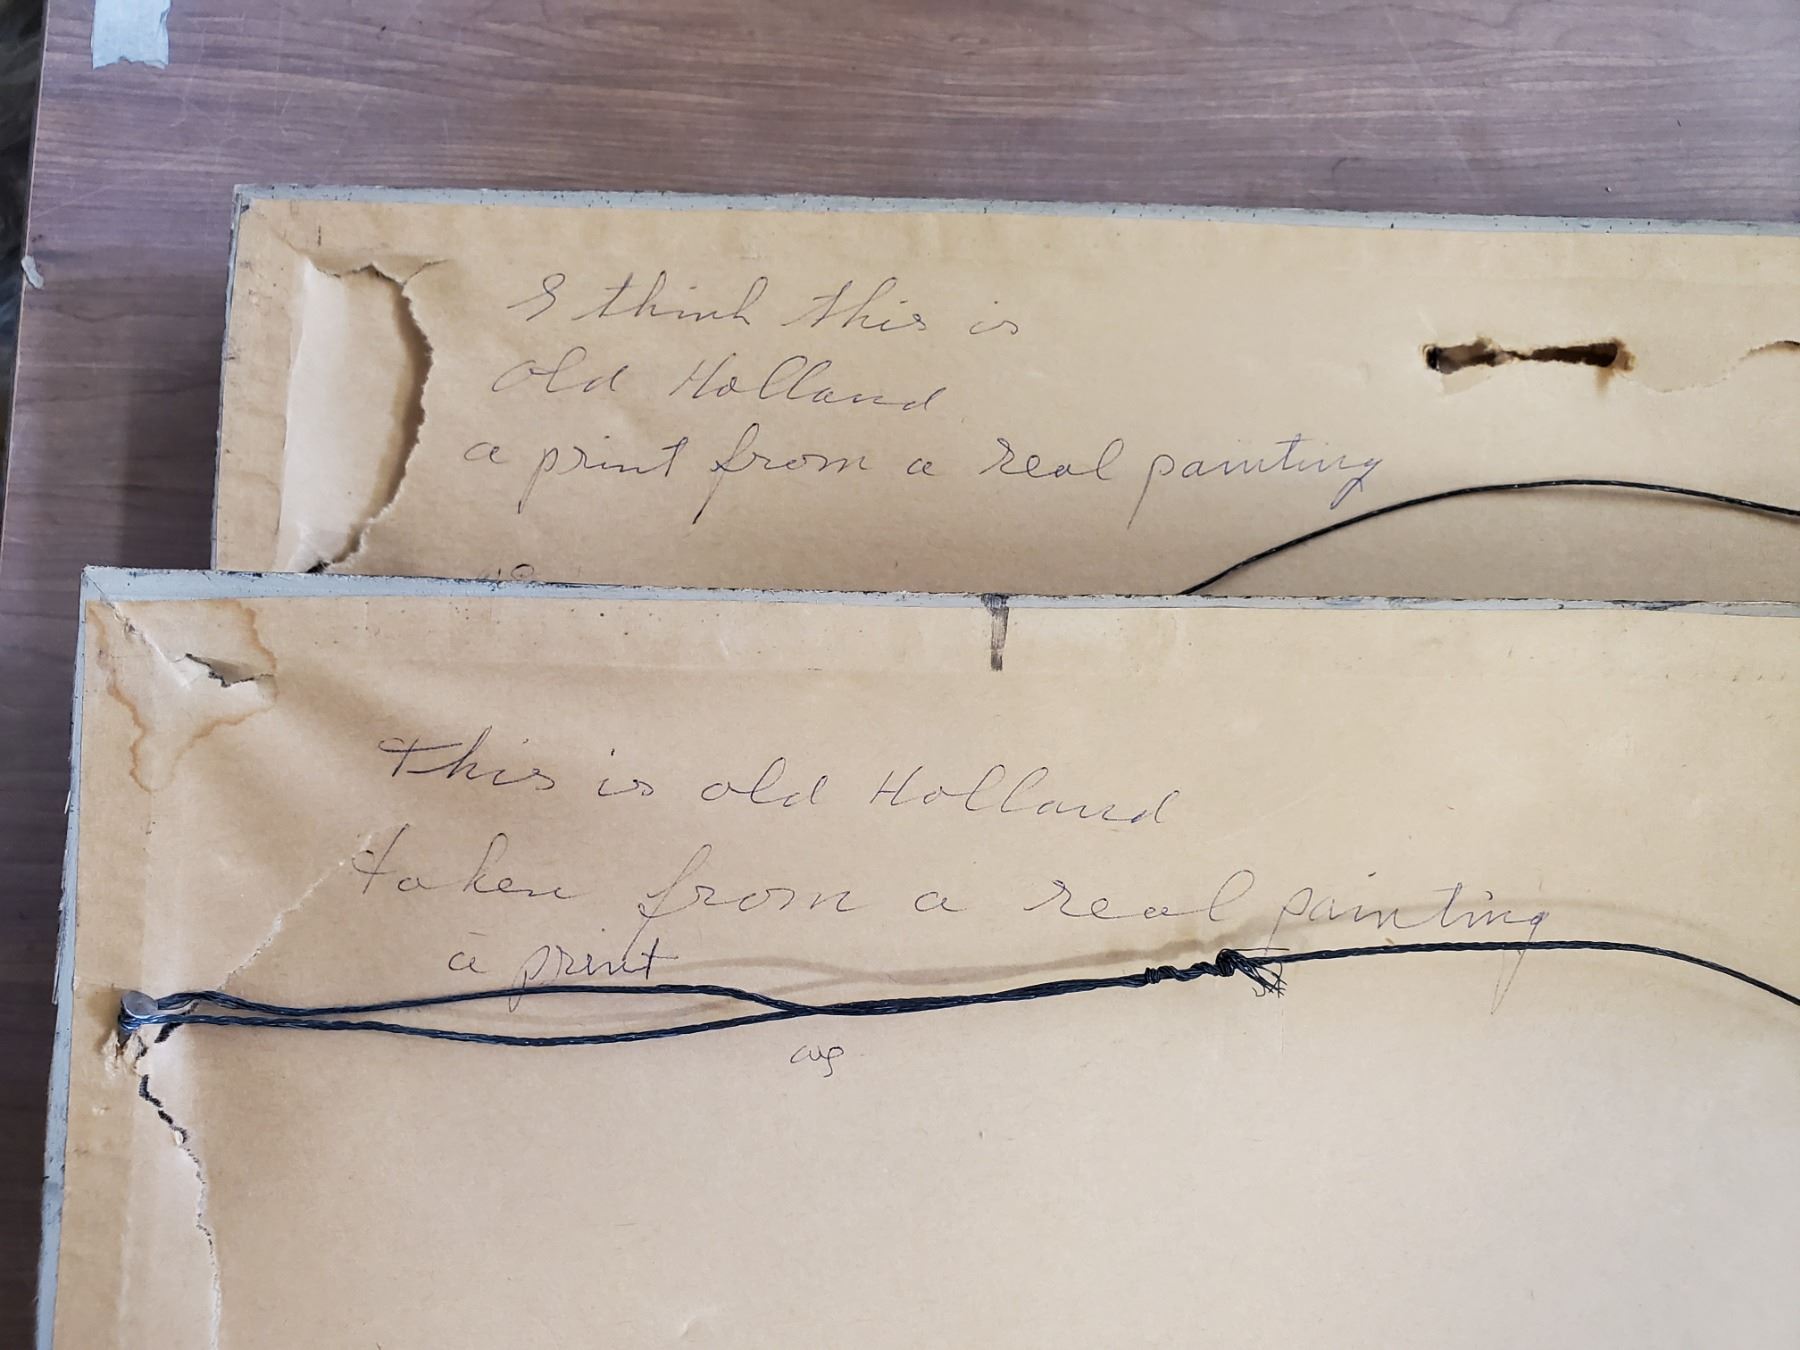 I think this is
old Holland
a print from a real painting
This is old Holland
taken from a real painting
a print